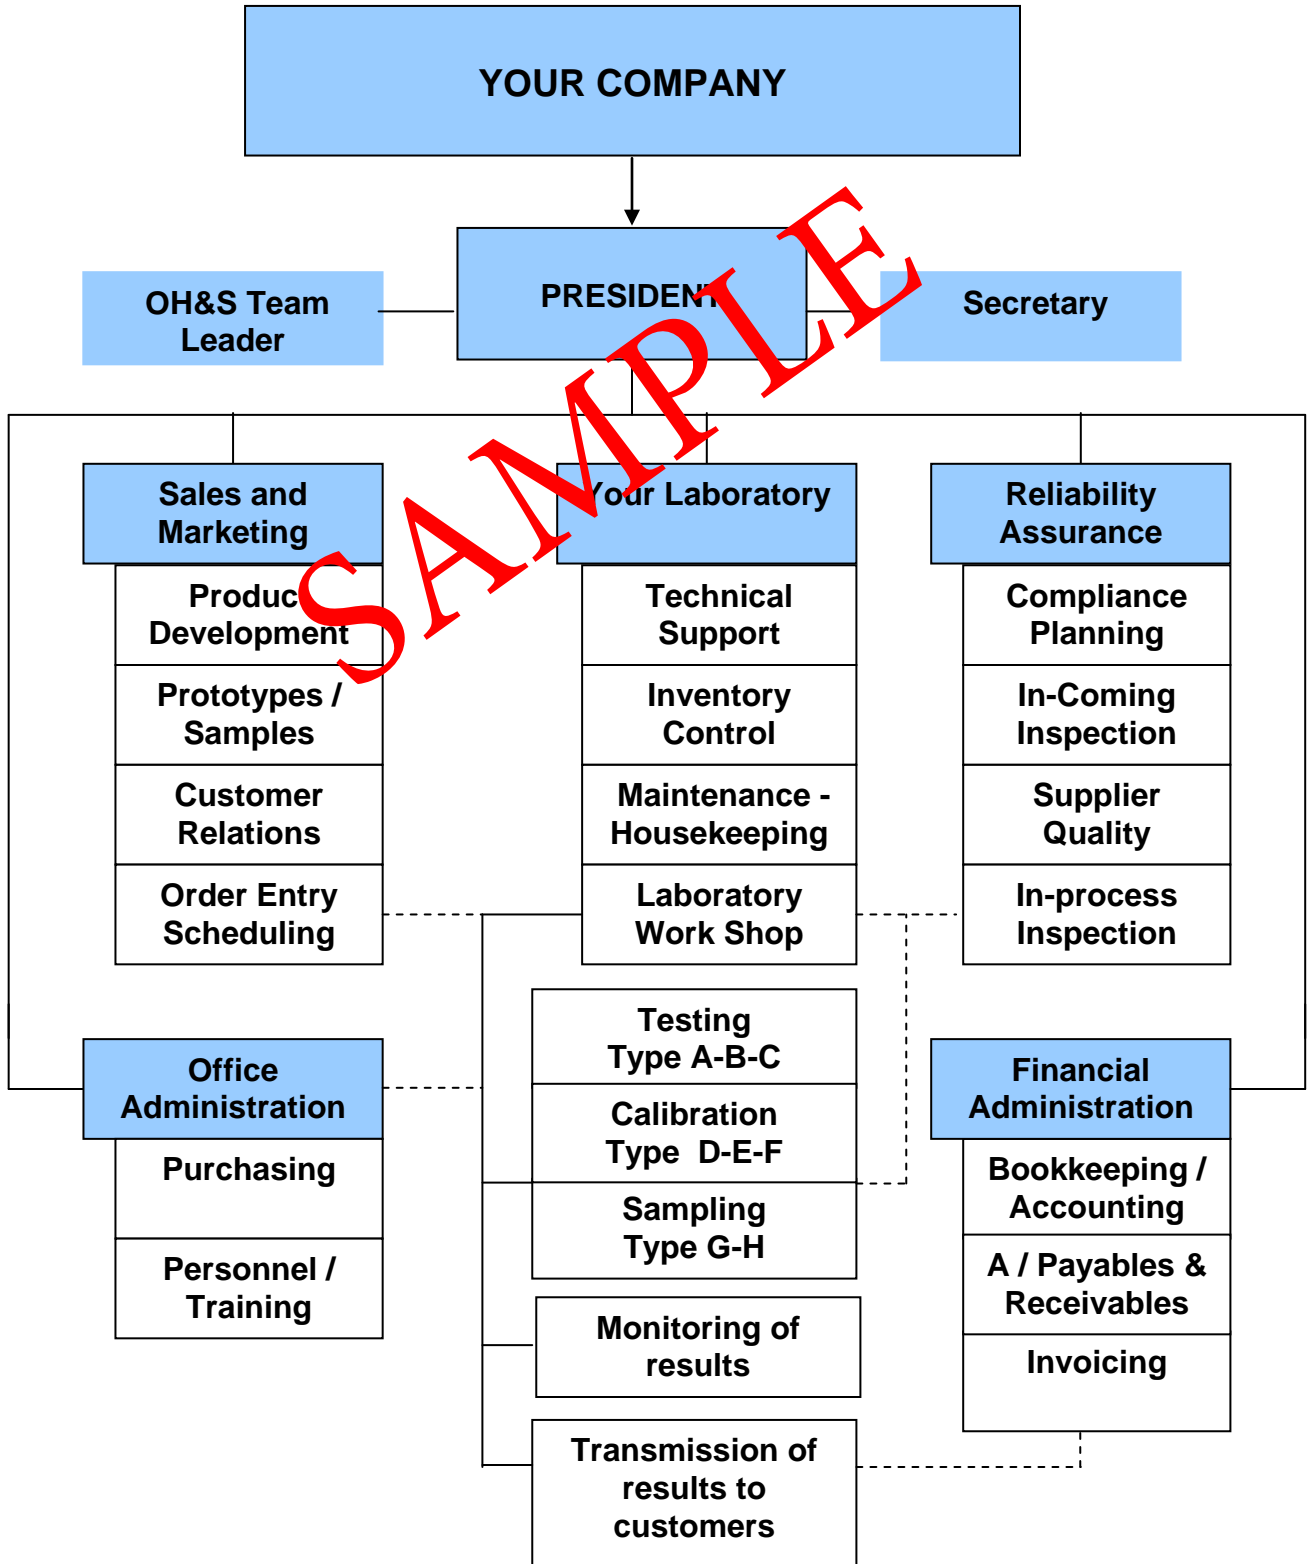 YOUR COMPANY
PRESIDENT
OH&S Team
Leader
Secretary
SAMPLE
Sales and
Marketing
Product
Development
Prototypes /
Samples
Customer
Relations
Order Entry
Scheduling
Your Laboratory
Technical
Support
Inventory
Control
Maintenance -
Housekeeping
Laboratory
Work Shop
Reliability
Assurance
Compliance
Planning
In-Coming
Inspection
Supplier
Quality
In-process
Inspection
Office
Administration
Purchasing
Personnel /
Training
Testing
Type A-B-C
Calibration
Type D-E-F
Sampling
Type G-H
Monitoring of
results
Transmission of
results to
customers
Financial
Administration
Bookkeeping /
Accounting
A / Payables &
Receivables
Invoicing